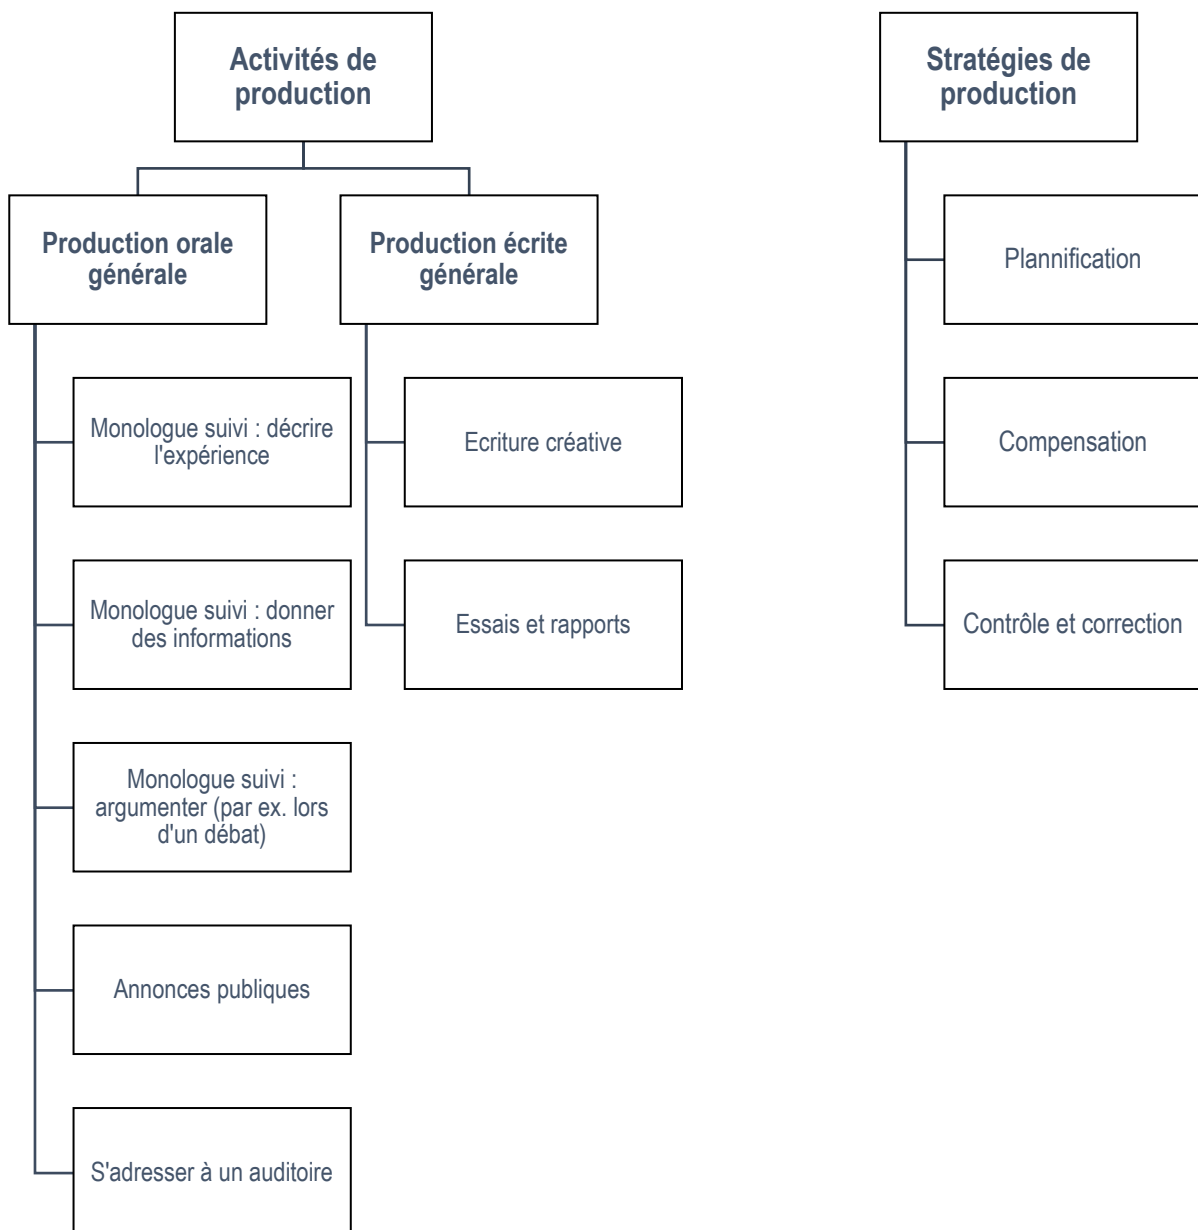 Activités de
production
Production orale
générale
Monologue suivi : décrire
l'expérience
Monologue suivi : donner
des informations
Monologue suivi :
argumenter (par ex. lors
d'un débat)
Annonces publiques
S'adresser à un auditoire
Production écrite
générale
Ecriture créative
Essais et rapports
Stratégies de
production
Plannification
Compensation
Contrôle et correction